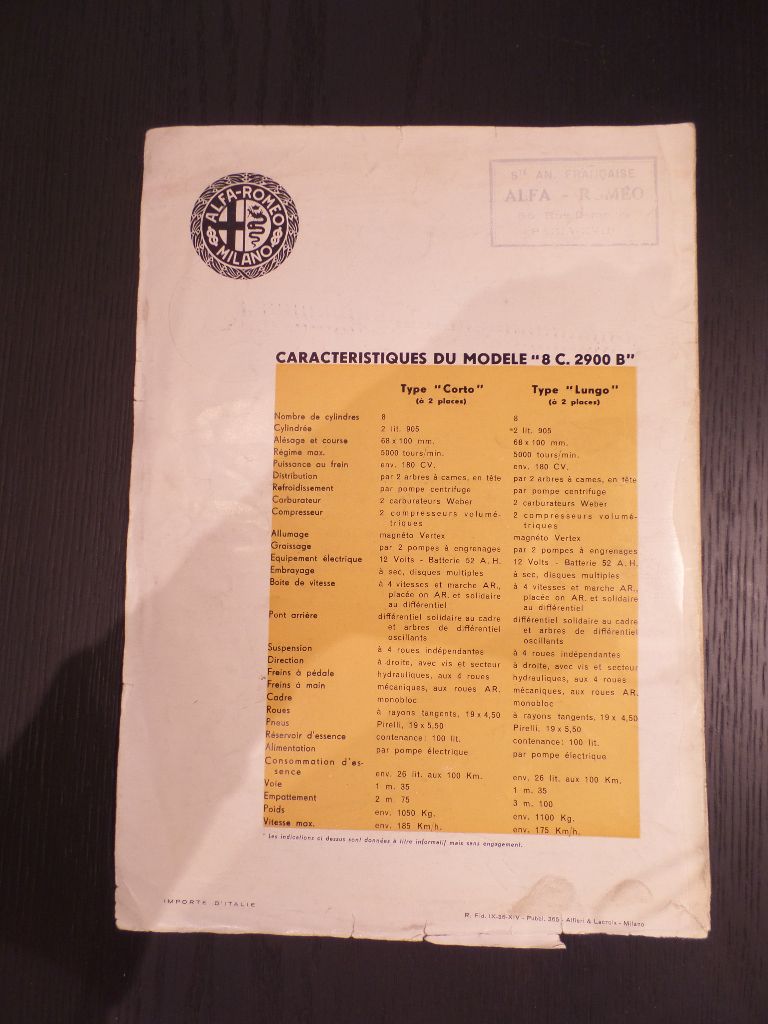 ALFA-ROMEO
MILANO
Sté AN. FRANÇAISE
ALFA - ROMÉO
Rue
CARACTERISTIQUES DU MODELE "8 C. 2900 B"
Type "Corto" Type "Lungo"
(à 2 places) (à 2 places)
Nombre de cylindres 8 8
Cylindrée 2 lit. 905 *2 lit. 905
Alésage et course 68 x 100 mm. 68 x 100 mm.
Régime max. 5000 tours/min. 5000 tours/min.
Puissance au frein env. 180 CV. env. 180 CV.
Distribution par 2 arbres à cames, en tête par 2 arbres à cames, en tête
Refroidissement par pompe centrifuge par pompe centrifuge
Carburateur 2 carburateurs Weber 2 carburateurs Weber
Compresseur 2 compresseurs volumé- 2 compresseurs volumé-
triques triques
Allumage magnéto Vertex magnéto Vertex
Graissage par 2 pompes à engrenages par 2 pompes à engrenages
Equipement électrique 12 Volts - Batterie 52 A. H. 12 Volts - Batterie 52 A. H.
Embrayage à sec, disques multiples à sec, disques multiples
Boite de vitesse à 4 vitesses et marche AR., à 4 vitesses et marche AR.,
placée on AR. et solidaire placée on AR. et solidaire
au différentiel au différentiel
Pont arrière différentiel solidaire au cadre différentiel solidaire au cadre
et arbres de différentiel et arbres de différentiel
oscillants oscillants
Suspension à 4 roues indépendantes à 4 roues indépendantes
Direction à droite, avec vis et secteur à droite, avec vis et secteur
Freins à pédale hydrauliques, aux 4 roues hydrauliques, aux 4 roues
Freins à main mécaniques, aux roues AR. mécaniques, aux roues AR.
Cadre monobloc monobloc
Roues à rayons tangents, 19 x 4,50 à rayons tangents, 19 x 4,50
Pneus Pirelli, 19 x 5,50 Pirelli, 19 x 5,50
Réservoir d'essence contenance: 100 lit. contenance: 100 lit.
Alimentation par pompe électrique par pompe électrique
Consommation d'es-
sence env. 26 lit. aux 100 Km. env. 26 lit. aux 100 Km.
Voie 1 m. 35 1 m. 35
Empattement 2 m. 75 3 m. 100
Poids env. 1050 Kg. env. 1100 Kg.
Vitesse max. env. 185 Km/h. env. 175 Km/h.
* Les indications ci dessus sont données à titre informatif mais sans engagement.
IMPORTE D'ITALIE
R. Fid. IX-36-XIV - Pubbl. 365 - Alfieri & Lacroix - Milano